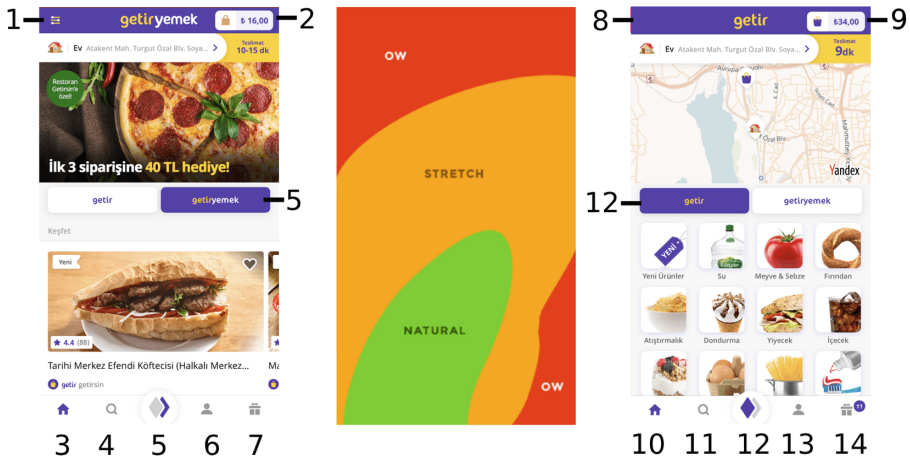 1
getiryemek
₺ 16,00
2
Ev Atakent Mah. Turgut Özal Blv. Soya...
Teslimat
10-15 dk
Restoran
Getirsin'e
özel!
İlk 3 siparişine 40 TL hediye!
getir
getiryemek
5
Keşfet
Yeni
4.4 (88)
Tarihi Merkez Efendi Köftecisi (Halkalı Merkez...
Ma
getir getirsin
3
4
5
6
7
OW
STRETCH
NATURAL
OW
8
getir
₺34,00
9
Ev Atakent Mah. Turgut Özal Blv. Soya...
Teslimat
9dk
Yandex
12
getir
getiryemek
YENİ
Yeni Ürünler
Su
Meyve & Sebze
Fırından
Atıştırmalık
Dondurma
Yiyecek
İçecek
11
10
11
12
13
14